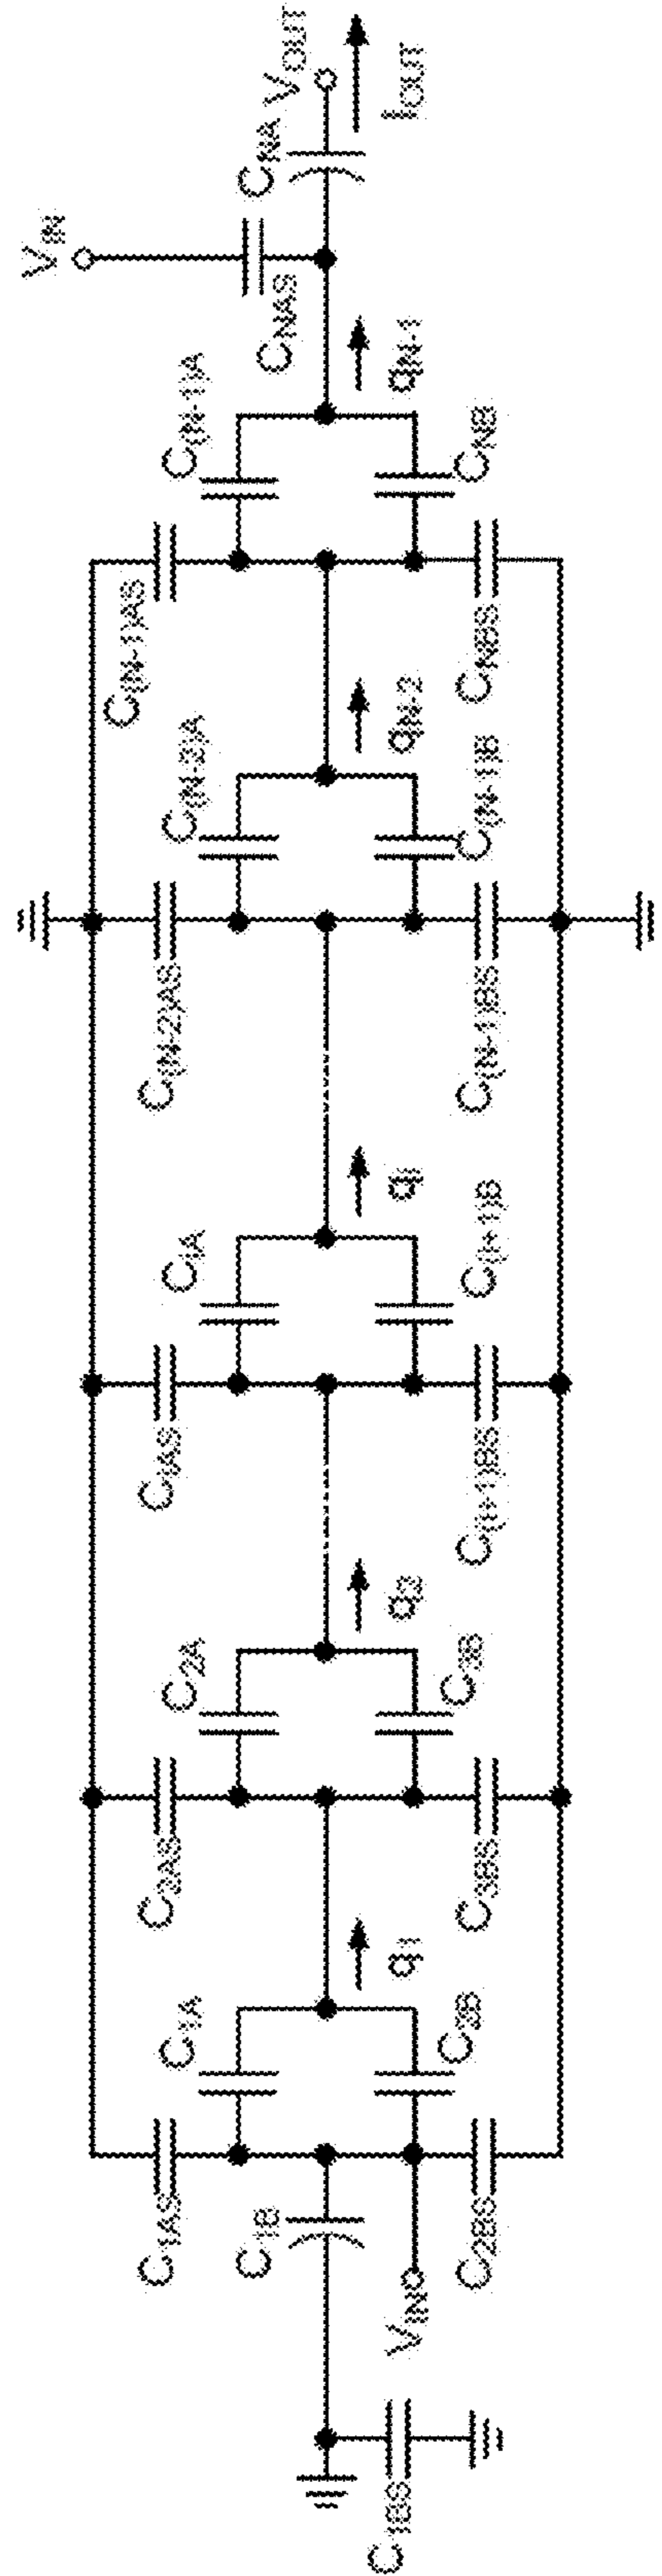 V_IN
C_1AS
C_2AS
C_iAS
C_(N-2)AS
C_(N-1)AS
C_1A
C_2A
C_iA
C_(N-2)A
C_(N-1)A
C_1B
C_NAS
C_NA
V_OUT
q_1
q_2
q_i
q_N-2
q_N-1
I_OUT
C_1BS
V_IN
C_3B
C_3B
C_(i+1)B
C_(N-1)B
C_NB
C_2BS
C_3BS
C_(i+1)BS
C_(N-1)BS
C_NBS